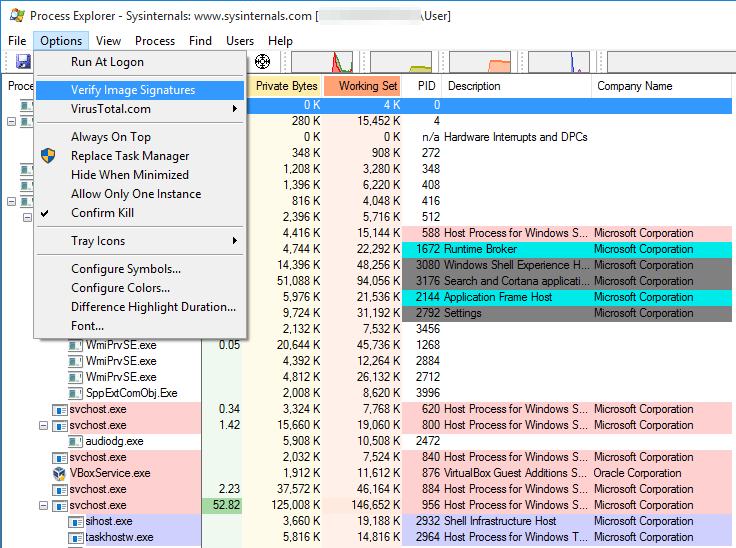 Process Explorer - Sysinternals: www.sysinternals.com [ \User]
File Options View Process Find Users Help
Run At Logon
Verify Image Signatures
VirusTotal.com
Always On Top
Replace Task Manager
Hide When Minimized
Allow Only One Instance
Confirm Kill
Tray Icons
Configure Symbols...
Configure Colors...
Difference Highlight Duration...
Font...
Proce Private Bytes Working Set PID Description Company Name
0 K 4 K 0
280 K 15,452 K 4
0 K 0 K n/a Hardware Interrupts and DPCs
348 K 908 K 272
1,208 K 3,280 K 348
1,396 K 6,220 K 408
816 K 4,048 K 416
2,396 K 5,716 K 512
4,416 K 15,144 K 588 Host Process for Windows S... Microsoft Corporation
4,744 K 22,292 K 1672 Runtime Broker Microsoft Corporation
14,396 K 48,256 K 3080 Windows Shell Experience H... Microsoft Corporation
51,088 K 94,056 K 3176 Search and Cortana applicati... Microsoft Corporation
5,976 K 21,536 K 2144 Application Frame Host Microsoft Corporation
9,724 K 31,192 K 2792 Settings Microsoft Corporation
2,132 K 7,532 K 3456
WmiPrvSE.exe 0.05 20,644 K 45,736 K 1268
WmiPrvSE.exe 4,392 K 12,264 K 2884
WmiPrvSE.exe 4,812 K 26,132 K 2712
SppExtComObj.Exe 2,008 K 8,620 K 3996
svchost.exe 0.34 3,324 K 7,768 K 620 Host Process for Windows S... Microsoft Corporation
svchost.exe 1.42 15,660 K 19,060 K 800 Host Process for Windows S... Microsoft Corporation
audiodg.exe 5,908 K 10,508 K 2472
svchost.exe 2,032 K 7,524 K 840 Host Process for Windows S... Microsoft Corporation
VBoxService.exe 1,912 K 11,612 K 876 VirtualBox Guest Additions S... Oracle Corporation
svchost.exe 2.23 37,572 K 46,164 K 884 Host Process for Windows S... Microsoft Corporation
svchost.exe 52.82 125,008 K 146,652 K 956 Host Process for Windows S... Microsoft Corporation
sihost.exe 3,660 K 19,188 K 2932 Shell Infrastructure Host Microsoft Corporation
taskhostw.exe 5,816 K 14,816 K 2964 Host Process for Windows T... Microsoft Corporation